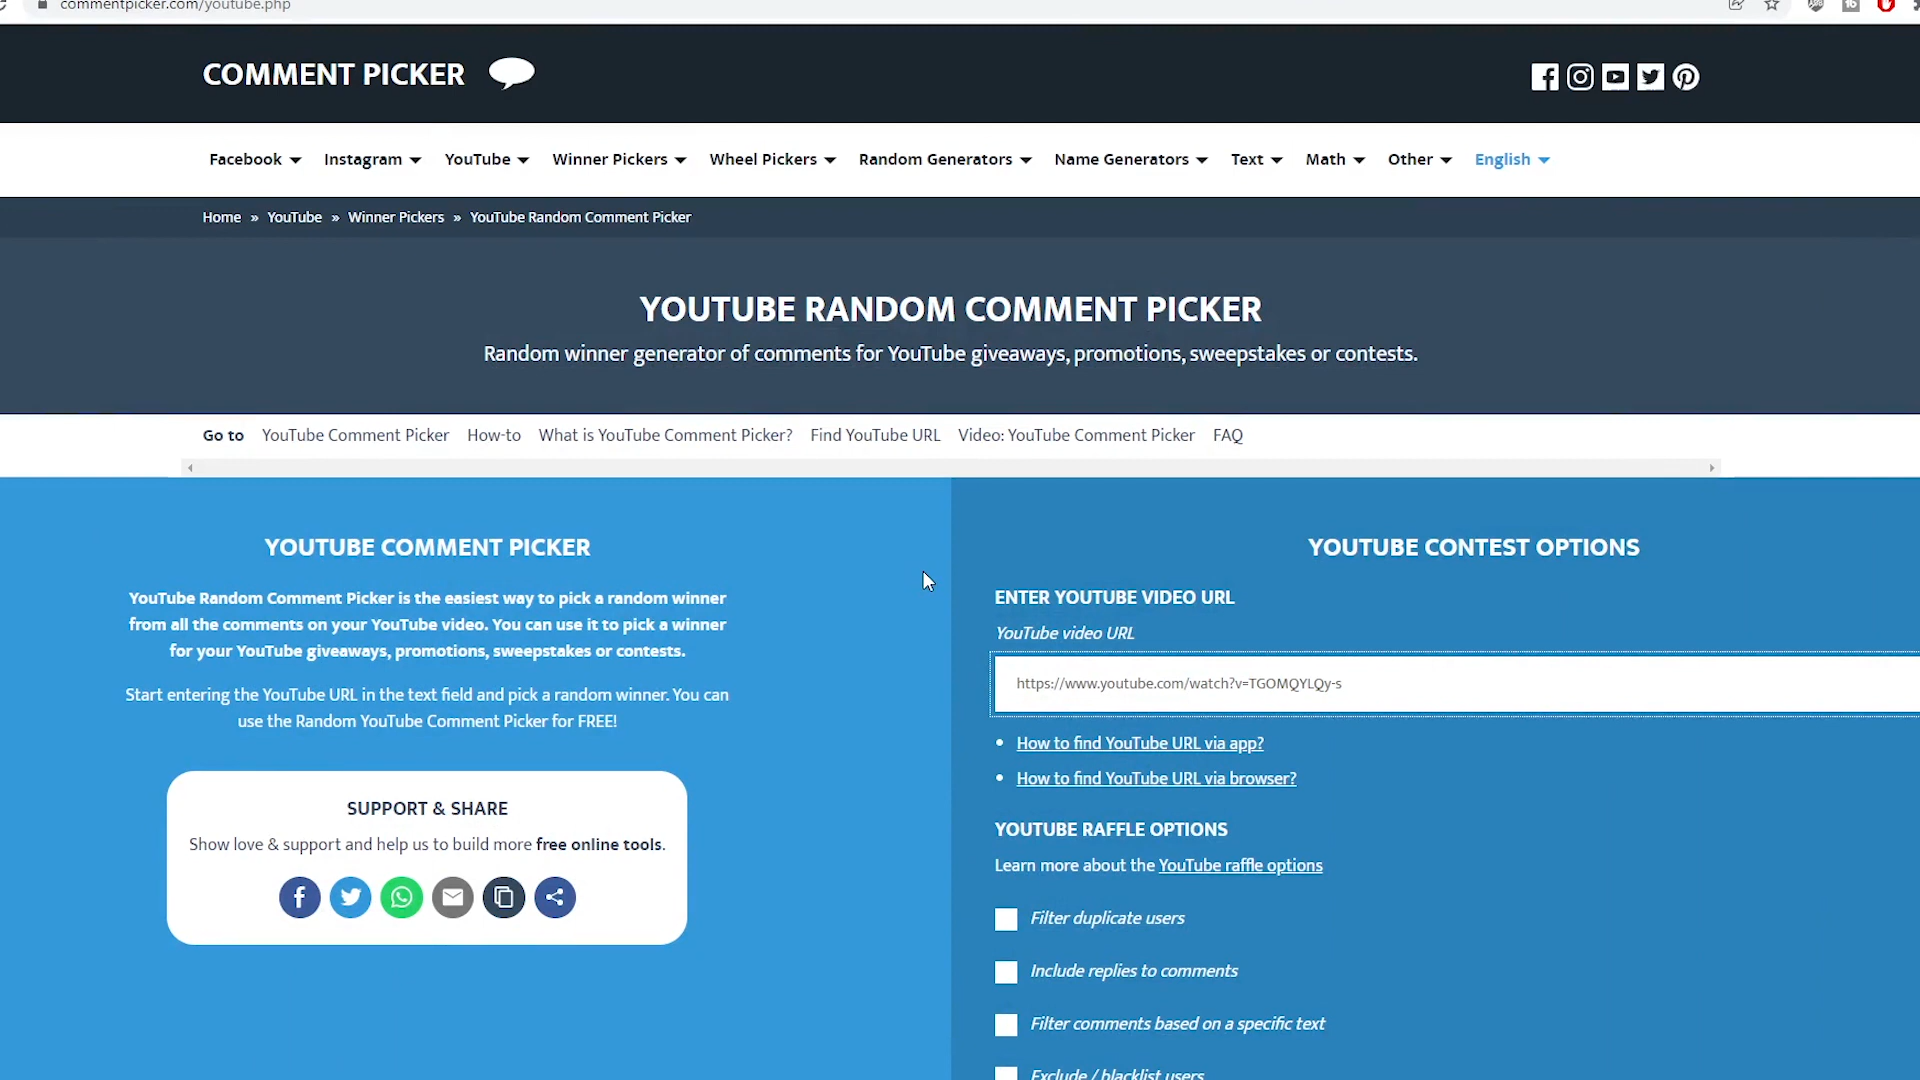 commentpicker.com/youtube.php
COMMENT PICKER
Facebook Instagram YouTube Winner Pickers Wheel Pickers Random Generators Name Generators Text Math Other English
Home » YouTube » Winner Pickers » YouTube Random Comment Picker
YOUTUBE RANDOM COMMENT PICKER
Random winner generator of comments for YouTube giveaways, promotions, sweepstakes or contests.
Go to YouTube Comment Picker How-to What is YouTube Comment Picker? Find YouTube URL Video: YouTube Comment Picker FAQ
YOUTUBE COMMENT PICKER
YouTube Random Comment Picker is the easiest way to pick a random winner
from all the comments on your YouTube video. You can use it to pick a winner
for your YouTube giveaways, promotions, sweepstakes or contests.
Start entering the YouTube URL in the text field and pick a random winner. You can
use the Random YouTube Comment Picker for FREE!
SUPPORT & SHARE
Show love & support and help us to build more free online tools.
YOUTUBE CONTEST OPTIONS
ENTER YOUTUBE VIDEO URL
YouTube video URL
https://www.youtube.com/watch?v=TGOMQYLQy-s
• How to find YouTube URL via app?
• How to find YouTube URL via browser?
YOUTUBE RAFFLE OPTIONS
Learn more about the YouTube raffle options
Filter duplicate users
Include replies to comments
Filter comments based on a specific text
Exclude / blacklist users